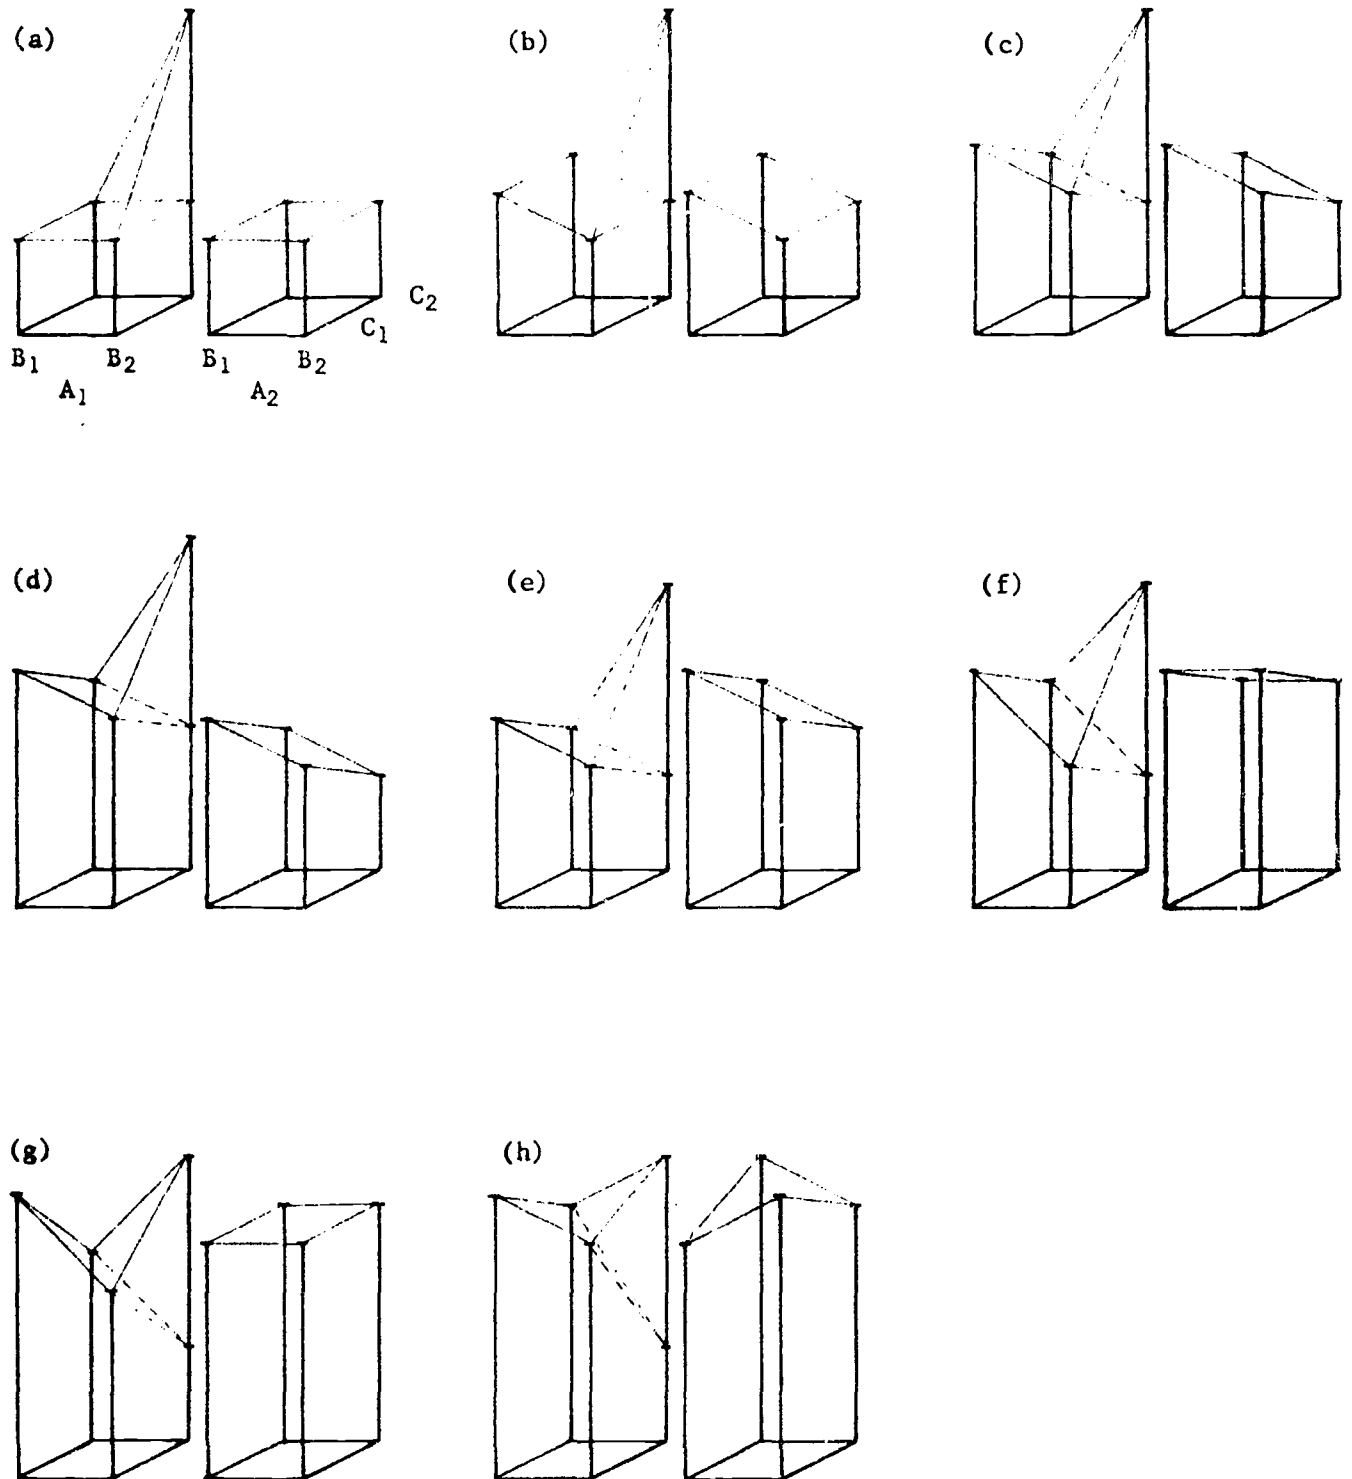 (a) (b) (c)
C₂
C₁
B₁ B₂ B₁ B₂
A₁ A₂
(d) (e) (f)
(g) (h)